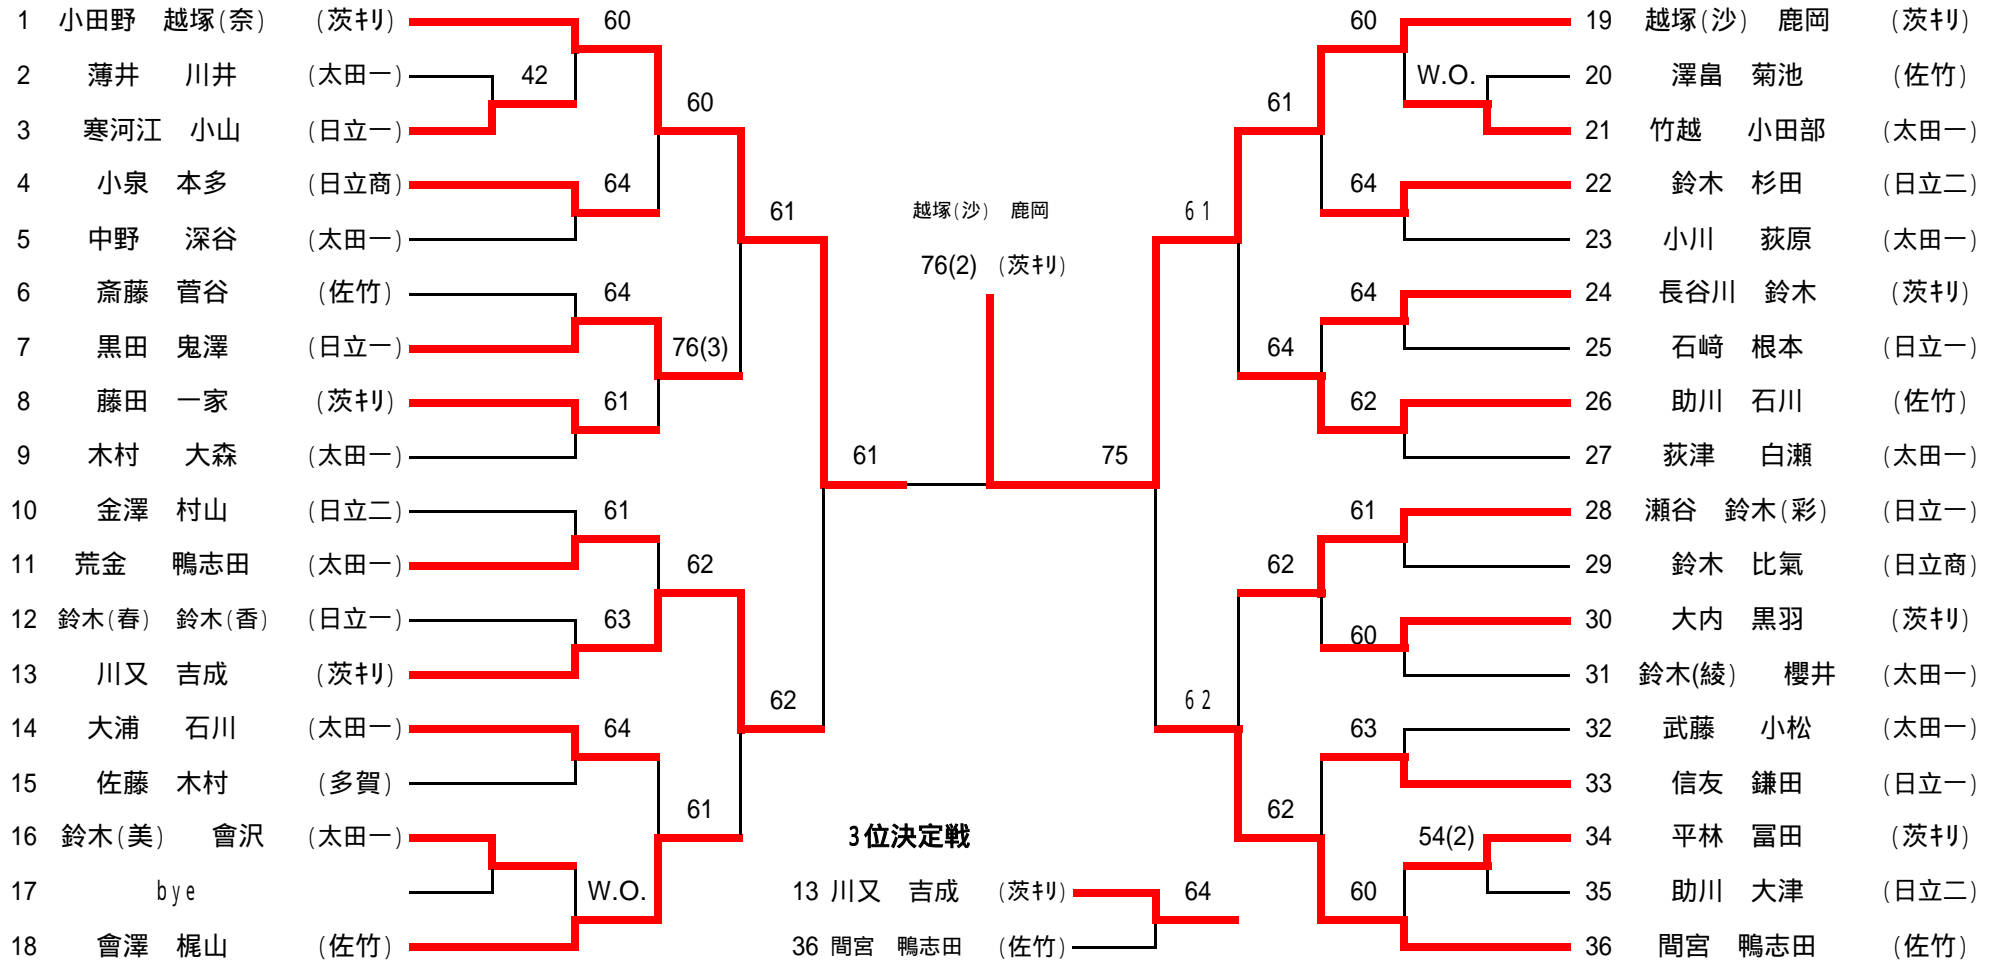 1 小田野 越塚(奈) (茨キリ) 60
2 薄井 川井 (太田一) 42
3 寒河江 小山 (日立一) 60
4 小泉 本多 (日立商) 64
5 中野 深谷 (太田一) 61
6 斎藤 菅谷 (佐竹) 64
7 黒田 鬼澤 (日立一) 76(3)
8 藤田 一家 (茨キリ) 61
9 木村 大森 (太田一) 61
10 金澤 村山 (日立二) 61
11 荒金 鴨志田 (太田一) 62
12 鈴木(春) 鈴木(香) (日立一) 63
13 川又 吉成 (茨キリ)
14 大浦 石川 (太田一) 64 62
15 佐藤 木村 (多賀) 61
16 鈴木(美) 會沢 (太田一)
17 bye W.O.
18 會澤 梶山 (佐竹)
越塚(沙) 鹿岡
76(2) (茨キリ)
3位決定戦
13 川又 吉成 (茨キリ) 64
36 間宮 鴨志田 (佐竹)
60 19 越塚(沙) 鹿岡 (茨キリ)
W.O. 20 澤畠 菊池 (佐竹)
61 21 竹越 小田部 (太田一)
64 22 鈴木 杉田 (日立二)
61 23 小川 荻原 (太田一)
64 24 長谷川 鈴木 (茨キリ)
64 25 石﨑 根本 (日立一)
62 26 助川 石川 (佐竹)
75 27 荻津 白瀬 (太田一)
61 28 瀬谷 鈴木(彩) (日立一)
62 29 鈴木 比氣 (日立商)
60 30 大内 黒羽 (茨キリ)
31 鈴木(綾) 櫻井 (太田一)
62 63 32 武藤 小松 (太田一)
62 33 信友 鎌田 (日立一)
54(2) 34 平林 冨田 (茨キリ)
60 35 助川 大津 (日立二)
36 間宮 鴨志田 (佐竹)